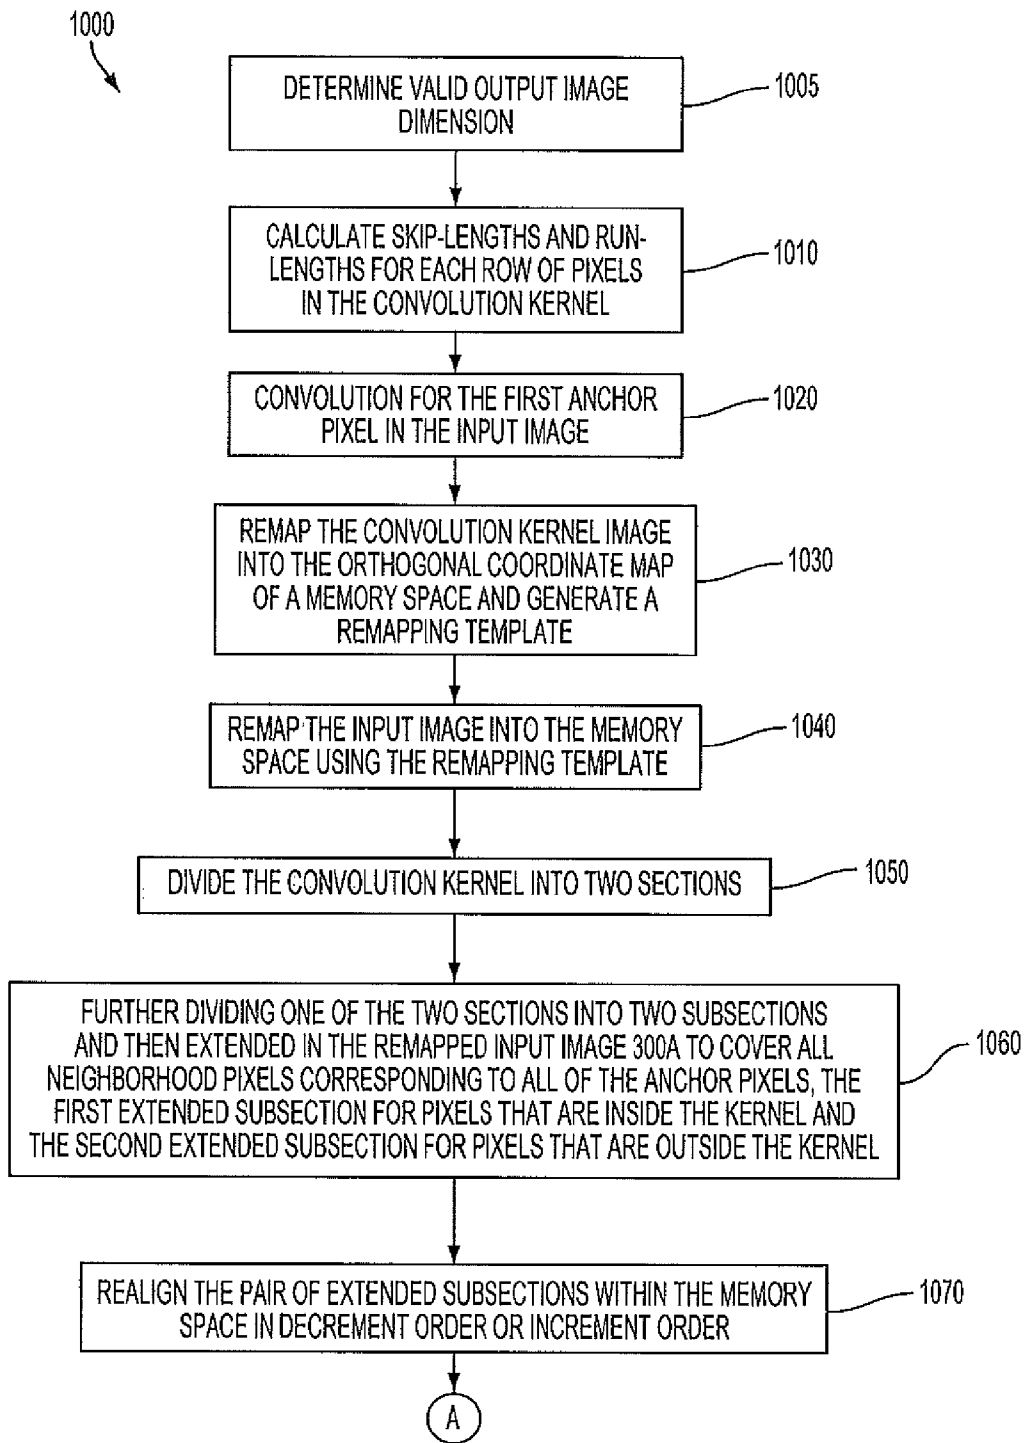 1000
DETERMINE VALID OUTPUT IMAGE
DIMENSION
1005
CALCULATE SKIP-LENGTHS AND RUN-
LENGTHS FOR EACH ROW OF PIXELS
IN THE CONVOLUTION KERNEL
1010
CONVOLUTION FOR THE FIRST ANCHOR
PIXEL IN THE INPUT IMAGE
1020
REMAP THE CONVOLUTION KERNEL IMAGE
INTO THE ORTHOGONAL COORDINATE MAP
OF A MEMORY SPACE AND GENERATE A
REMAPPING TEMPLATE
1030
REMAP THE INPUT IMAGE INTO THE MEMORY
SPACE USING THE REMAPPING TEMPLATE
1040
DIVIDE THE CONVOLUTION KERNEL INTO TWO SECTIONS
1050
FURTHER DIVIDING ONE OF THE TWO SECTIONS INTO TWO SUBSECTIONS
AND THEN EXTENDED IN THE REMAPPED INPUT IMAGE 300A TO COVER ALL
NEIGHBORHOOD PIXELS CORRESPONDING TO ALL OF THE ANCHOR PIXELS, THE
FIRST EXTENDED SUBSECTION FOR PIXELS THAT ARE INSIDE THE KERNEL AND
THE SECOND EXTENDED SUBSECTION FOR PIXELS THAT ARE OUTSIDE THE KERNEL
1060
REALIGN THE PAIR OF EXTENDED SUBSECTIONS WITHIN THE MEMORY
SPACE IN DECREMENT ORDER OR INCREMENT ORDER
1070
A